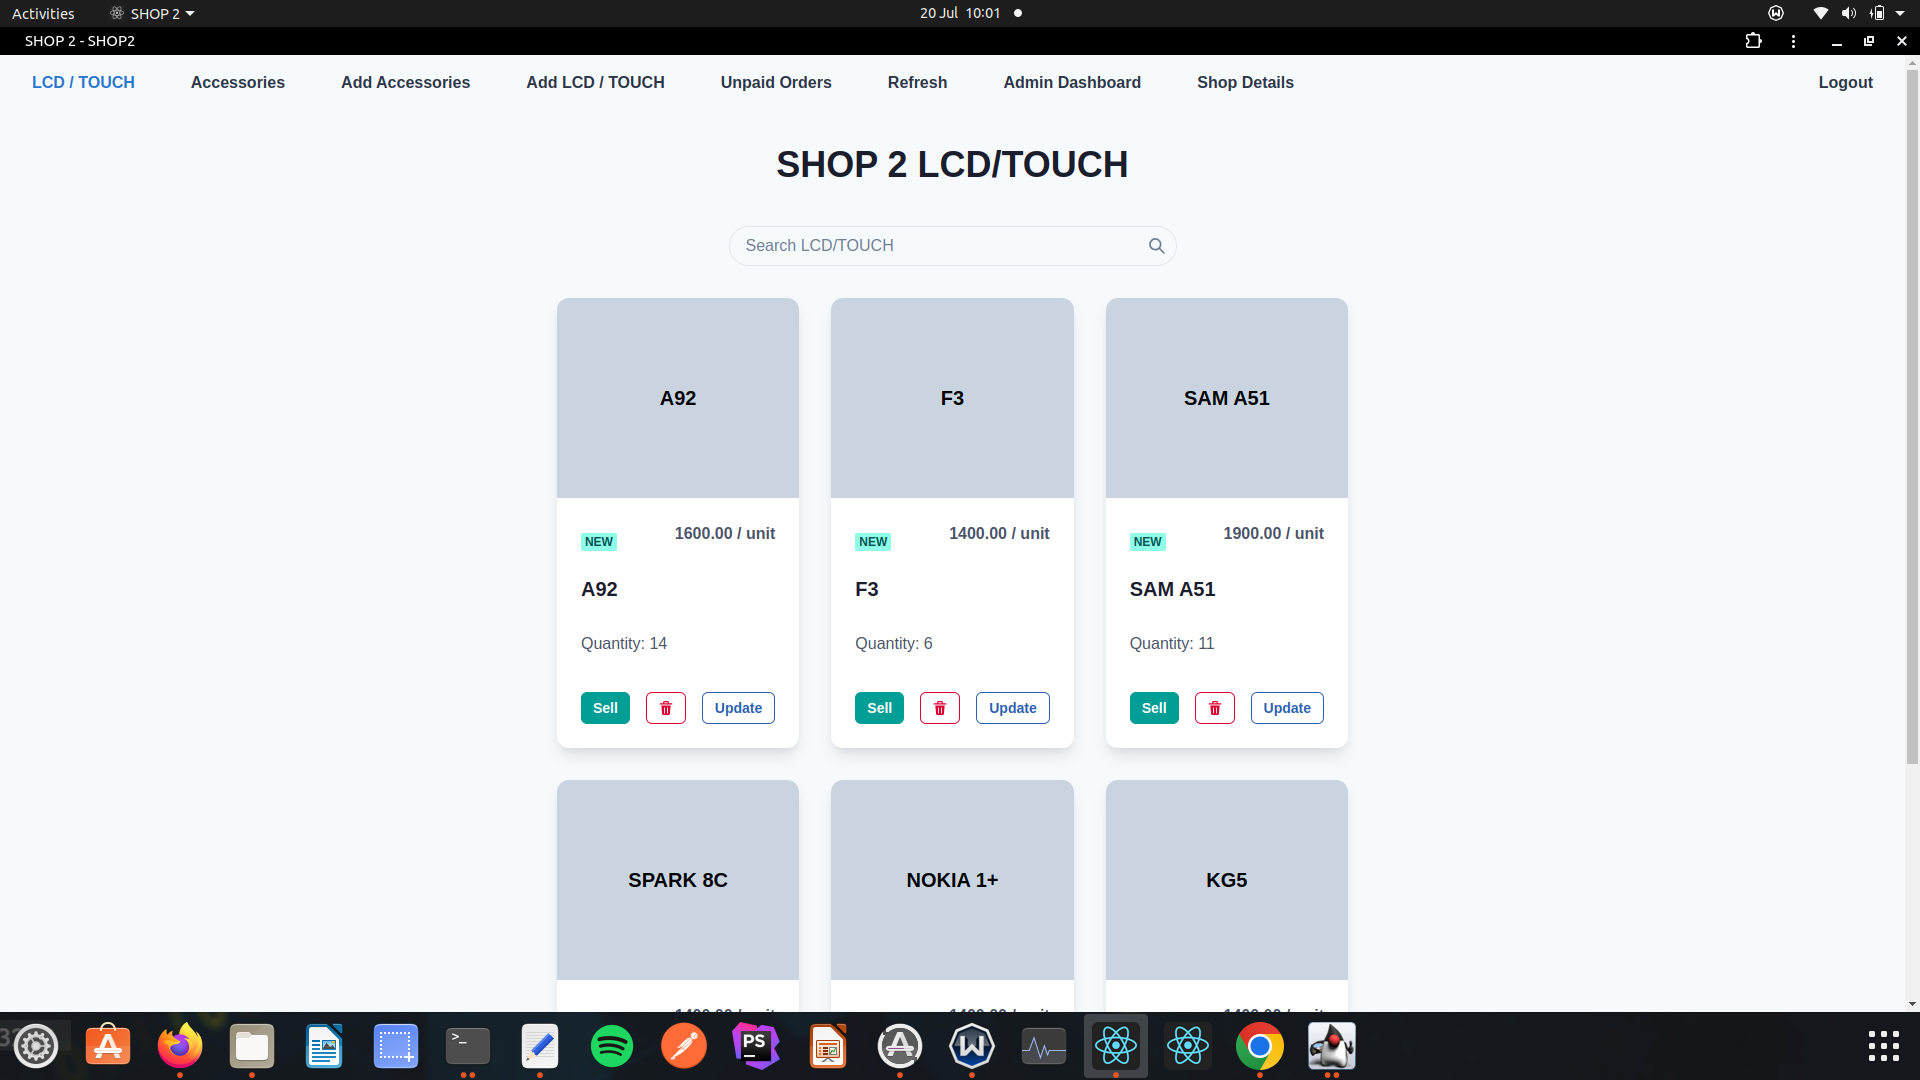 Activities SHOP 2 20 Jul 10:01
SHOP 2 - SHOP2
LCD / TOUCH Accessories Add Accessories Add LCD / TOUCH Unpaid Orders Refresh Admin Dashboard Shop Details Logout
SHOP 2 LCD/TOUCH
Search LCD/TOUCH
A92 F3 SAM A51
NEW 1600.00 / unit NEW 1400.00 / unit NEW 1900.00 / unit
A92 F3 SAM A51
Quantity: 14 Quantity: 6 Quantity: 11
Sell Update Sell Update Sell Update
SPARK 8C NOKIA 1+ KG5